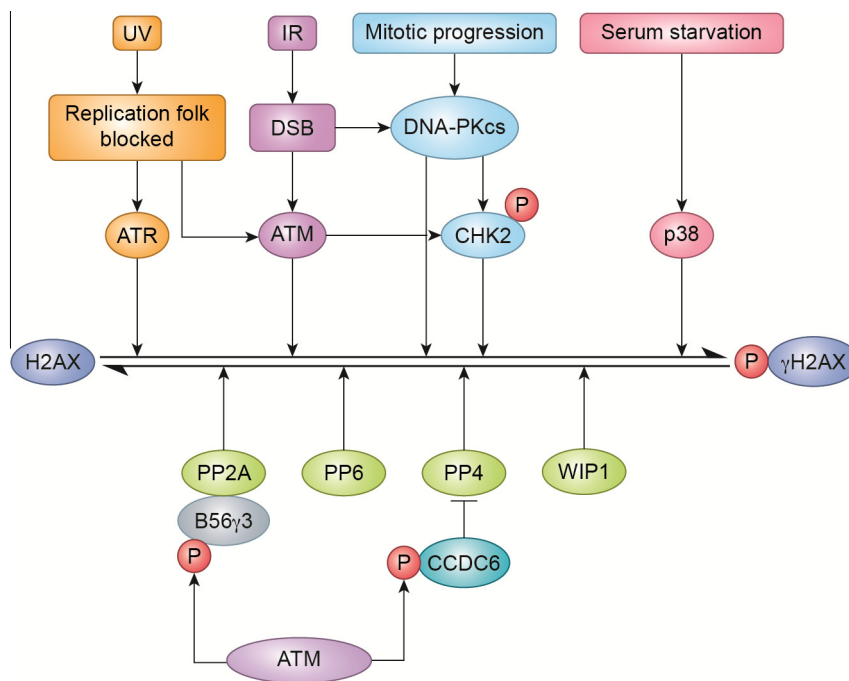 UV
IR
Mitotic progression
Serum starvation
Replication folk
blocked
DSB
DNA-PKcs
P
ATR
ATM
CHK2
p38
H2AX
P
γH2AX
PP2A
PP6
PP4
WIP1
B56γ3
P
P
CCDC6
ATM